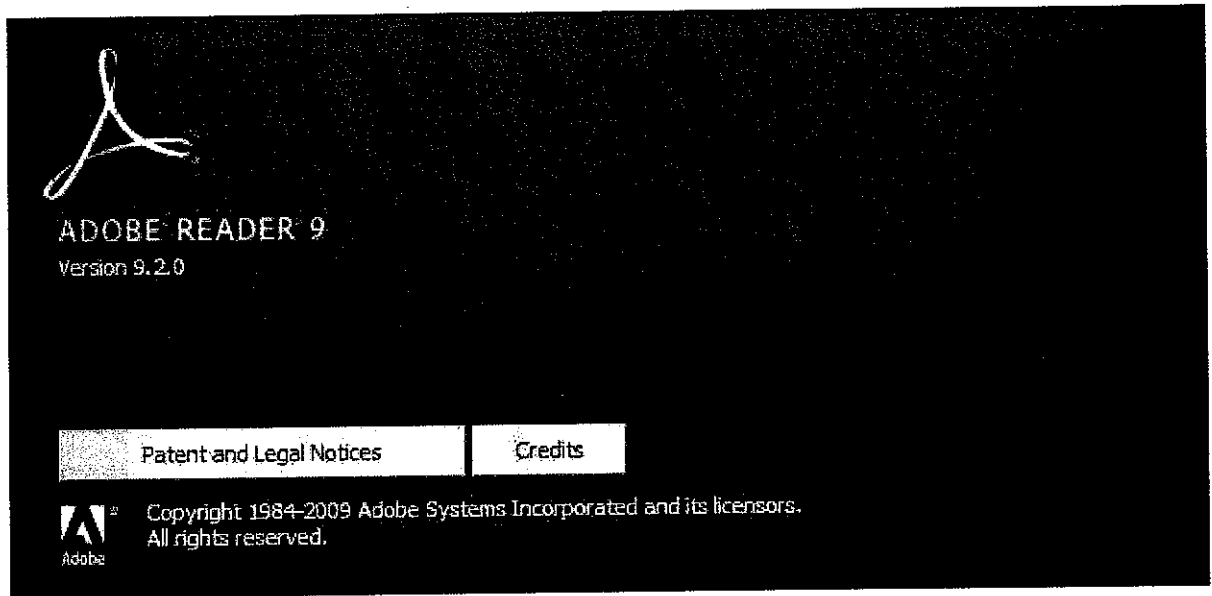 ADOBE READER 9
Version 9.2.0
Patent and Legal Notices
Credits
Copyright 1984-2009 Adobe Systems Incorporated and its licensors.
All rights reserved.
Adobe